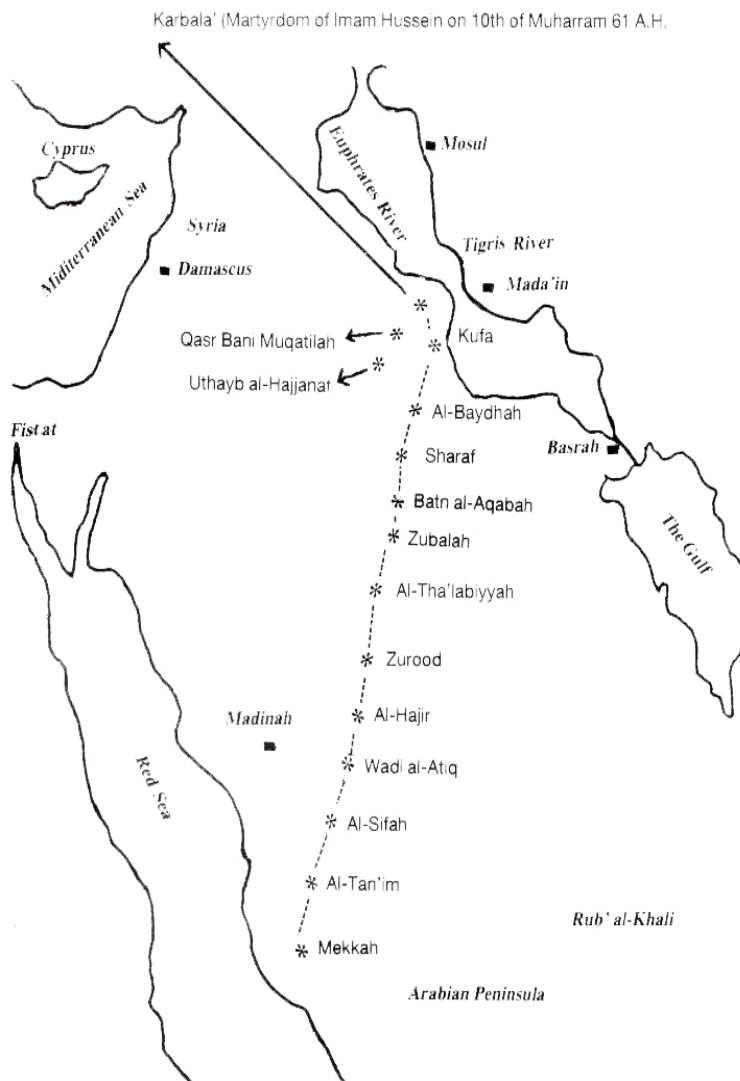 Karbala' (Martyrdom of Imam Hussein on 10th of Muharram 61 A.H.
Mosul
Euphrates River
Cyprus
Miditerranean Sea
Syria
Tigris River
Damascus
Mada'in
Qasr Bani Muqatilah
Kufa
Uthayb al-Hajjanat
Al-Baydhah
Fistat
Basrah
Sharaf
Batn al-Aqabah
The Gulf
Zubalah
Al-Tha'labiyyah
Zurood
Madinah
Al-Hajir
Red Sea
Wadi al-Atiq
Al-Sifah
Al-Tan'im
Rub' al-Khali
Mekkah
Arabian Peninsula